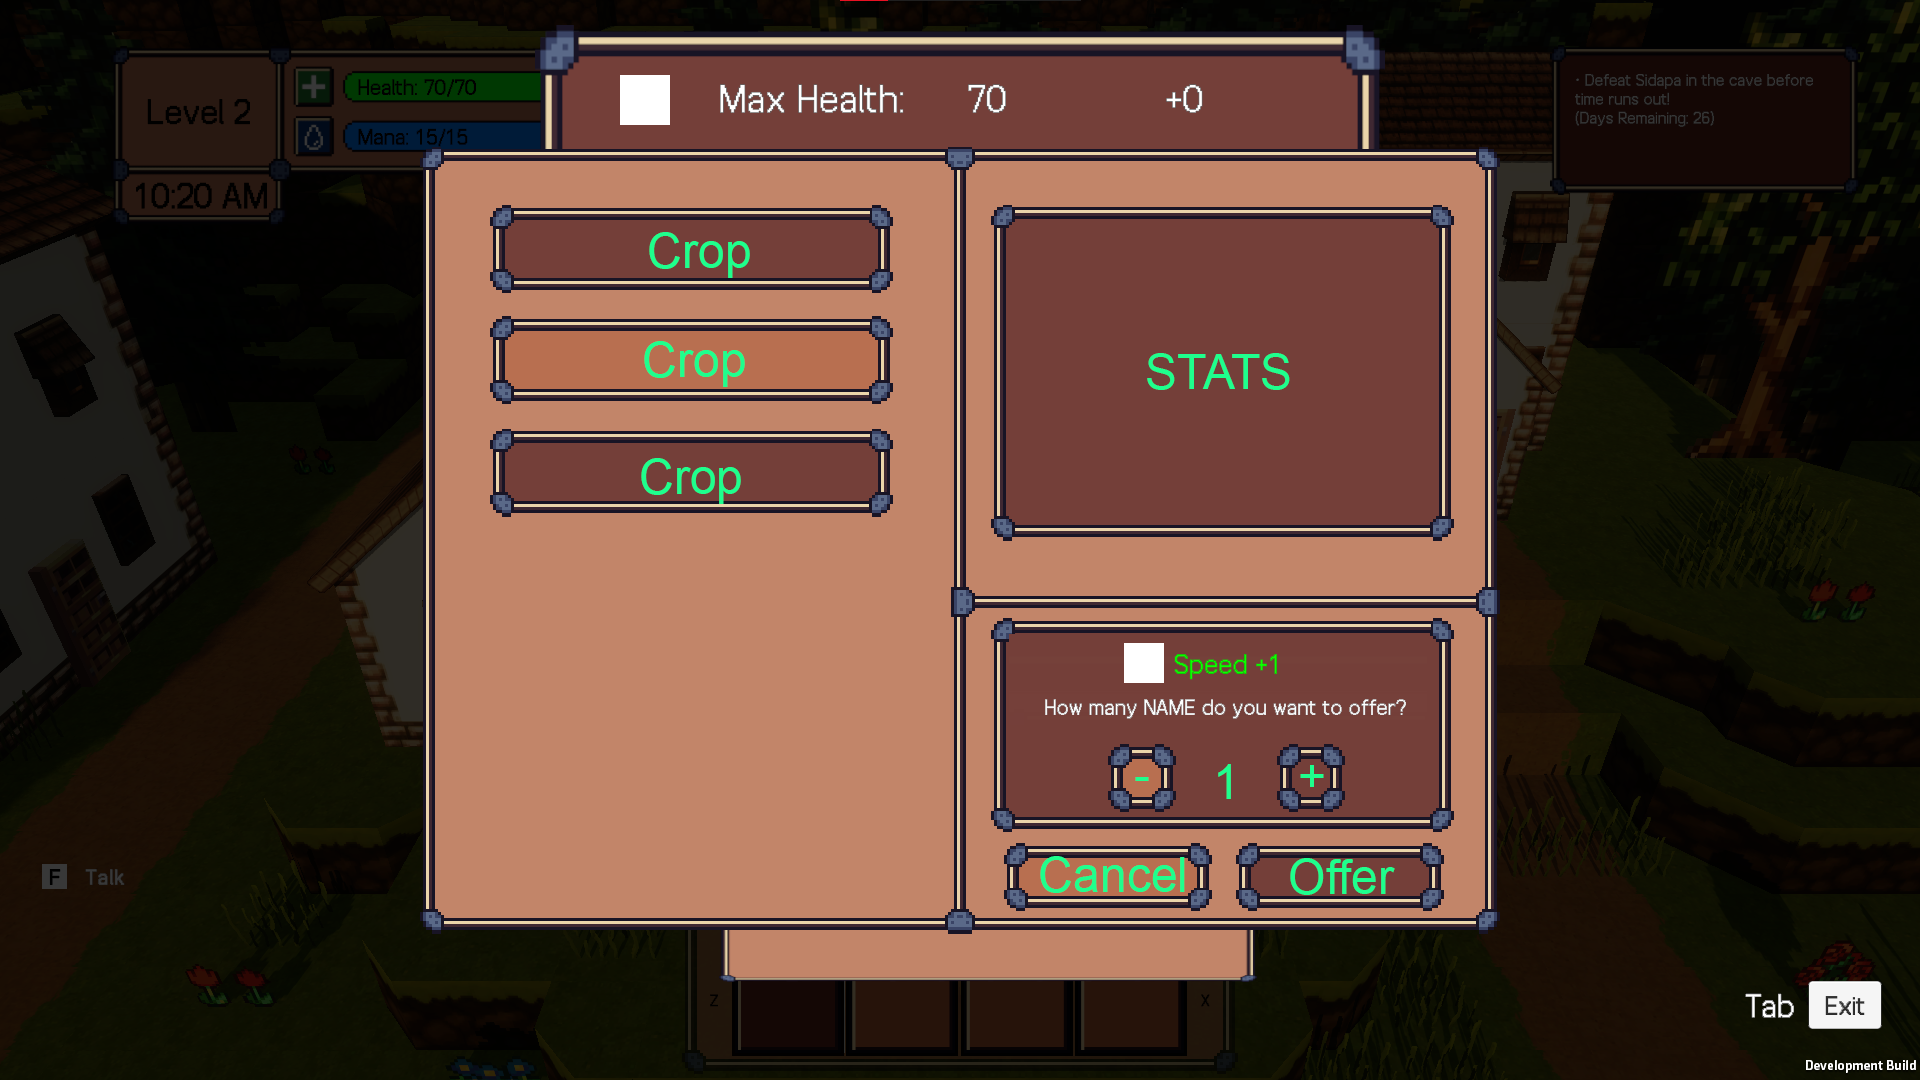 Level 2
Health: 70/70
Mana: 15/15
10:20 AM
Max Health: 70 +0
• Defeat Sidapa in the cave before
time runs out!
(Days Remaining: 26)
Crop
Crop
Crop
STATS
Speed +1
How many NAME do you want to offer?
- 1 +
Cancel Offer
F Talk
Z X
Tab Exit
Development Build